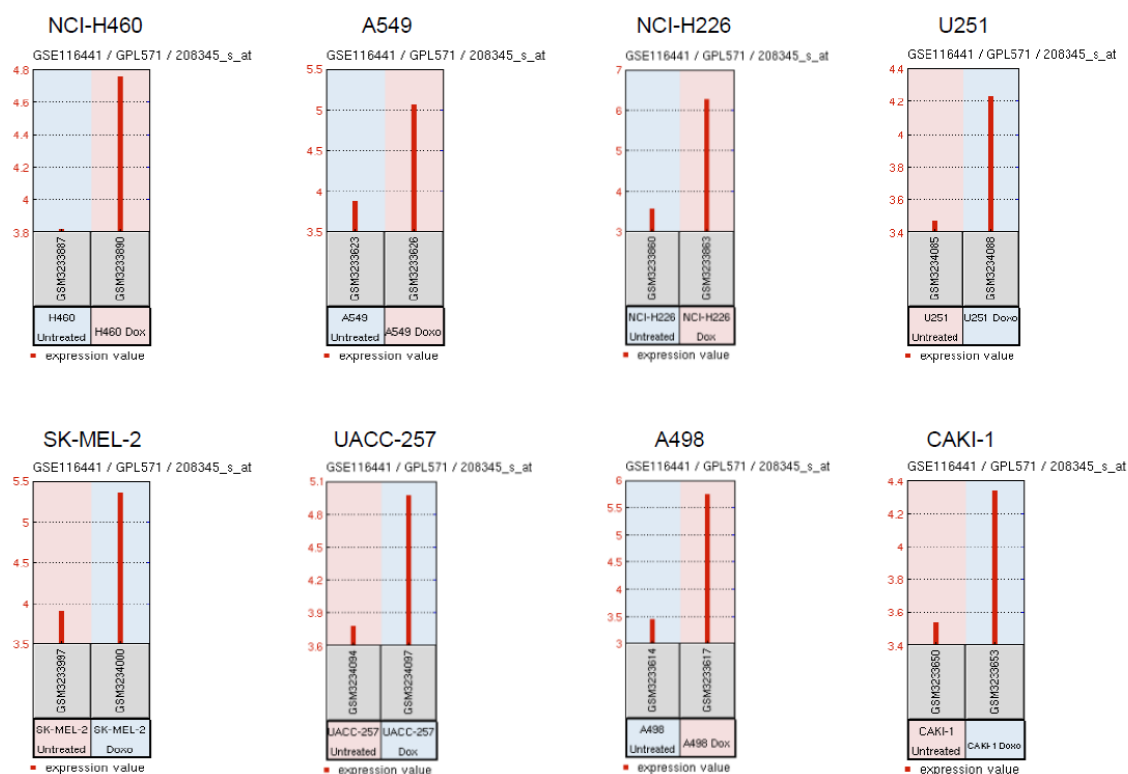 NCI-H460
GSE116441 / GPL571 / 208345_s_at
4.8
4.6
4.4
4.2
4
3.8
GSM3233887
GSM3233890
H460
Untreated
H460 Dox
expression value
A549
GSE116441 / GPL571 / 208345_s_at
5.5
5
4.5
4
3.5
GSM3233623
GSM3233626
A549
Untreated
A549 Doxo
expression value
NCI-H226
GSE116441 / GPL571 / 208345_s_at
7
6
5
4
3
GSM3233860
GSM3233863
NCI-H226
Untreated
NCI-H226
Dox
expression value
U251
GSE116441 / GPL571 / 208345_s_at
4.4
4.2
4
3.8
3.6
3.4
GSM3234085
GSM3234088
U251
Untreated
U251 Doxo
expression value
SK-MEL-2
GSE116441 / GPL571 / 208345_s_at
5.5
5
4.5
4
3.5
GSM3233997
GSM3234000
SK-MEL-2
Untreated
SK-MEL-2
Doxo
expression value
UACC-257
GSE116441 / GPL571 / 208345_s_at
5.1
4.8
4.5
4.2
3.9
3.6
GSM3234094
GSM3234097
UACC-257
Untreated
UACC-257
Dox
expression value
A498
GSE116441 / GPL571 / 208345_s_at
6
5.5
5
4.5
4
3.5
3
GSM3233614
GSM3233617
A498
Untreated
A498 Dox
expression value
CAKI-1
GSE116441 / GPL571 / 208345_s_at
4.4
4.2
4
3.8
3.6
3.4
GSM3233650
GSM3233653
CAKI-1
Untreated
CAKI-1 Doxo
expression value